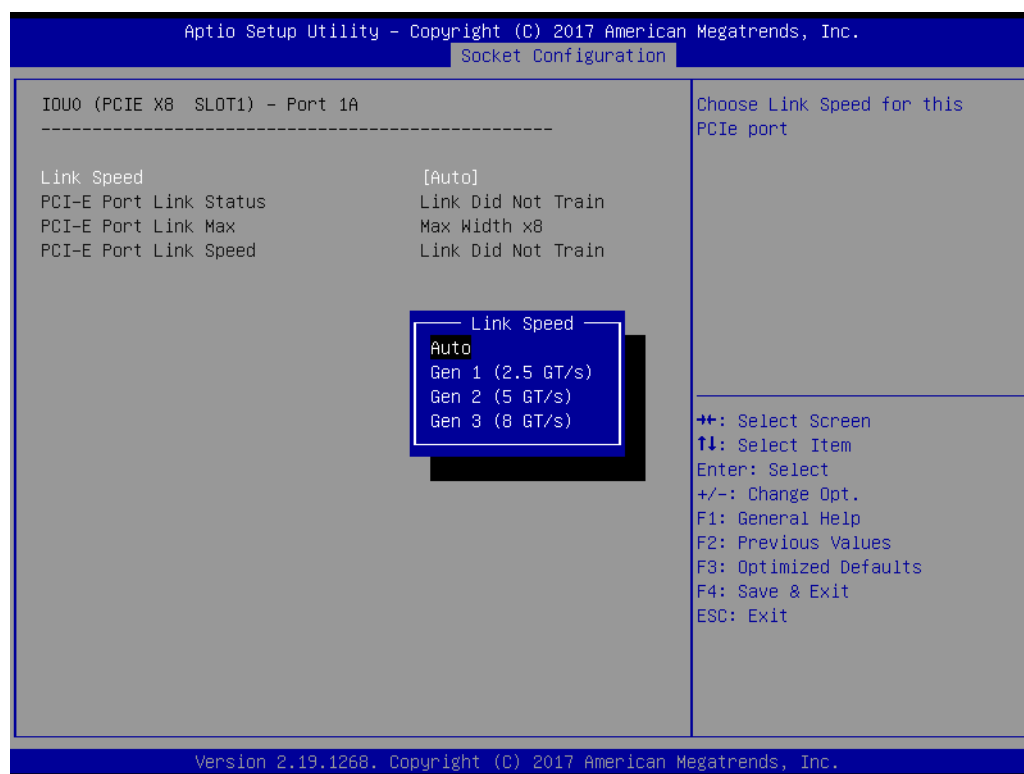 Aptio Setup Utility – Copyright (C) 2017 American Megatrends, Inc.
Socket Configuration
IOU0 (PCIE X8  SLOT1) – Port 1A
----------------------------------------------------
Link Speed [Auto]
PCI-E Port Link Status Link Did Not Train
PCI-E Port Link Max Max Width x8
PCI-E Port Link Speed Link Did Not Train
Link Speed
Auto
Gen 1 (2.5 GT/s)
Gen 2 (5 GT/s)
Gen 3 (8 GT/s)
Choose Link Speed for this
PCIe port
→←: Select Screen
↑↓: Select Item
Enter: Select
+/-: Change Opt.
F1: General Help
F2: Previous Values
F3: Optimized Defaults
F4: Save & Exit
ESC: Exit
Version 2.19.1268. Copyright (C) 2017 American Megatrends, Inc.